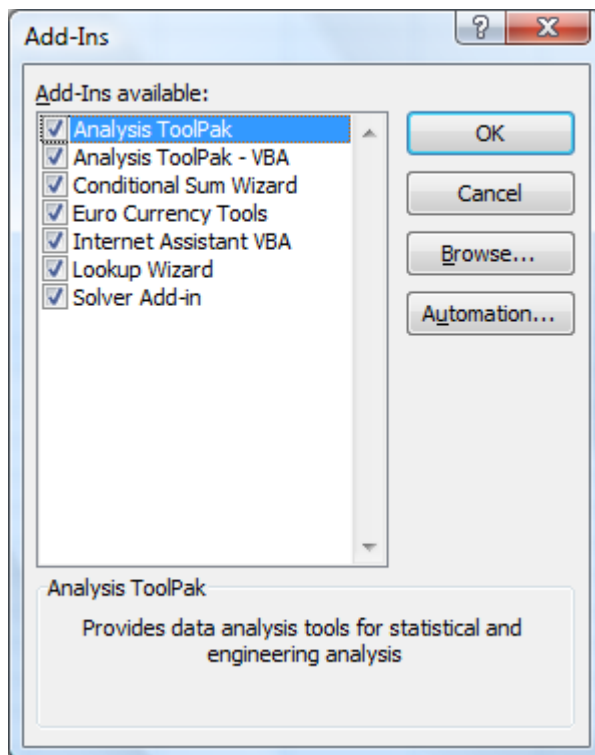 Add-Ins
?
X
Add-Ins available:
Analysis ToolPak
Analysis ToolPak - VBA
Conditional Sum Wizard
Euro Currency Tools
Internet Assistant VBA
Lookup Wizard
Solver Add-in
OK
Cancel
Browse...
Automation...
Analysis ToolPak
Provides data analysis tools for statistical and
engineering analysis